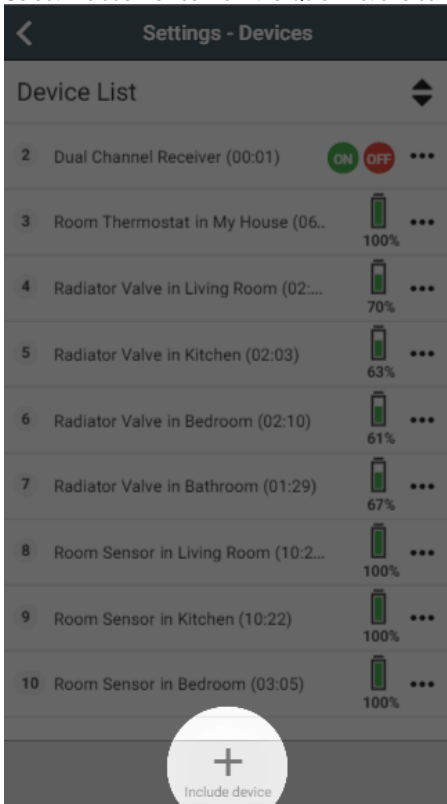 Settings - Devices
Device List
2 Dual Channel Receiver (00:01) ON OFF
3 Room Thermostat in My House (06..
100%
4 Radiator Valve in Living Room (02:...
70%
5 Radiator Valve in Kitchen (02:03)
63%
6 Radiator Valve in Bedroom (02:10)
61%
7 Radiator Valve in Bathroom (01:29)
67%
8 Room Sensor in Living Room (10:2...
100%
9 Room Sensor in Kitchen (10:22)
100%
10 Room Sensor in Bedroom (03:05)
100%
Include device